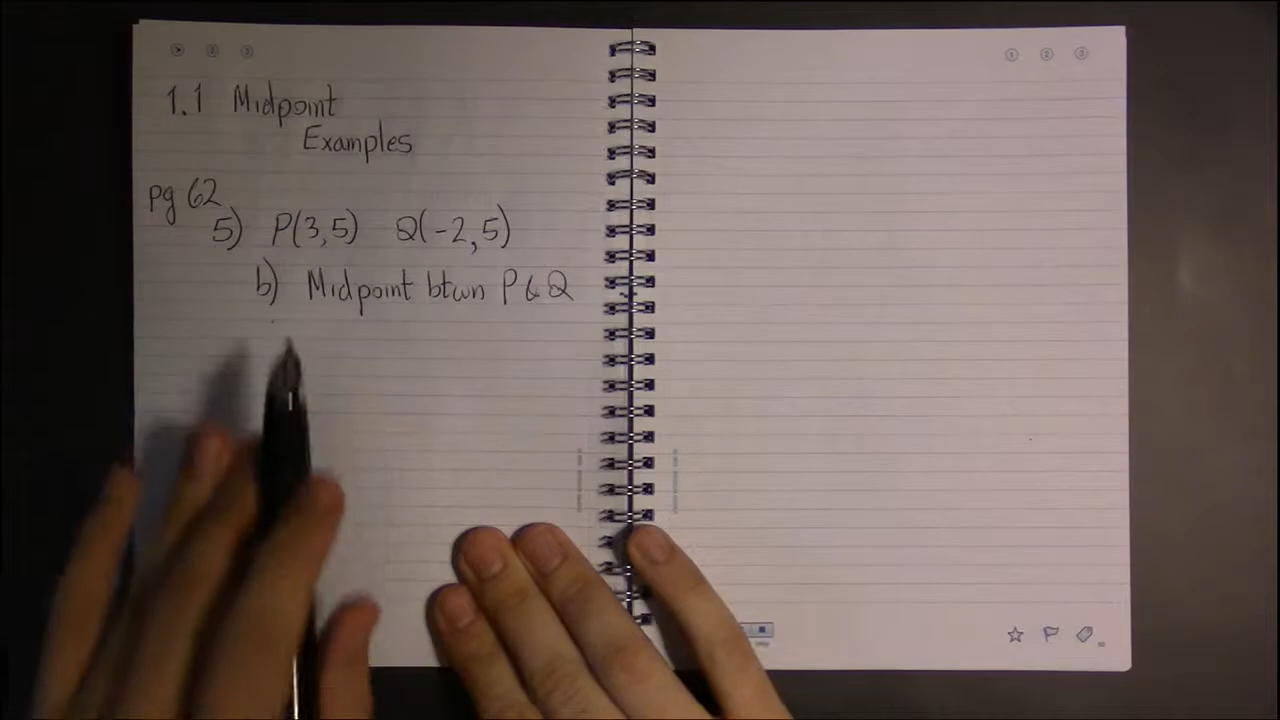 1.1 Midpoint
Examples
pg 62
5) P(3,5) Q(-2,5)
b) Midpoint btwn P & Q